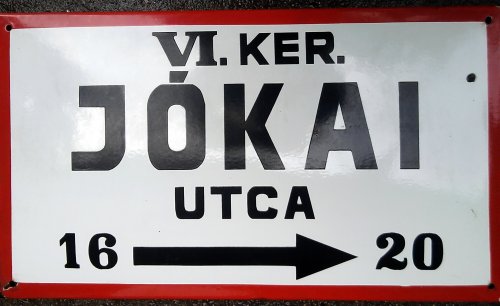 VI. KER.
JÓKAI
UTCA
16 → 20